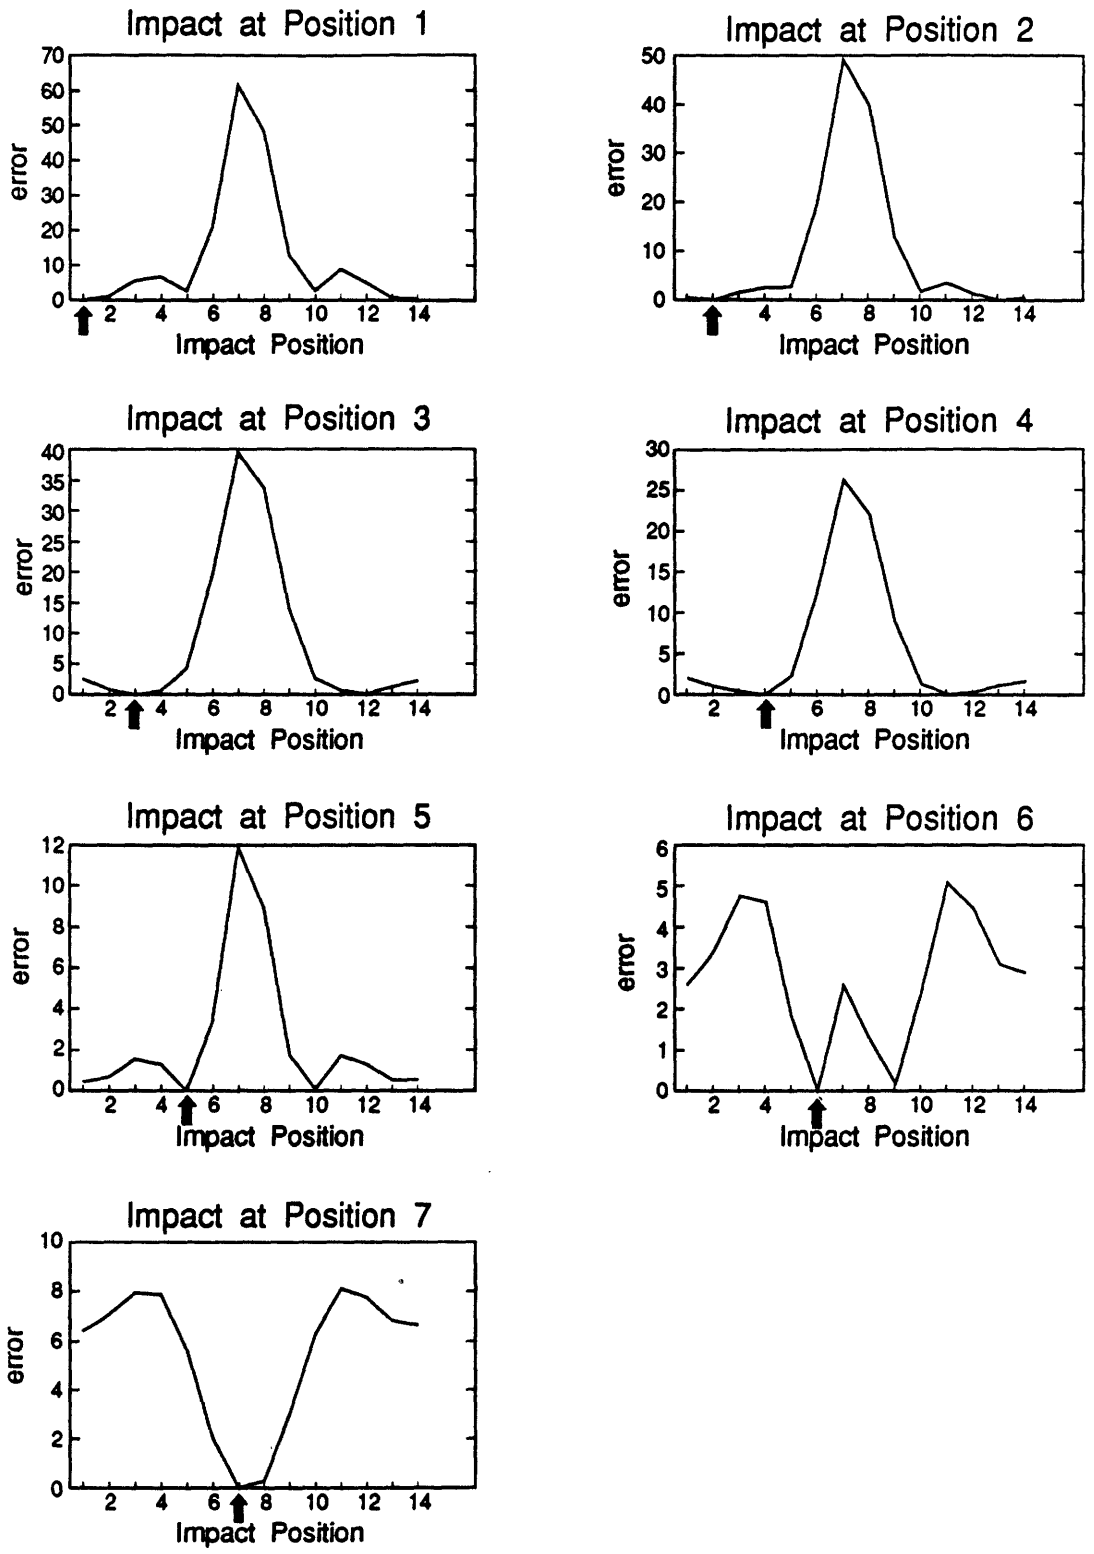 Impact at Position 1
70
60
50
40
30
20
10
0
error
2 4 6 8 10 12 14
Impact Position
Impact at Position 2
50
40
30
20
10
0
error
4 6 8 10 12 14
Impact Position
Impact at Position 3
40
35
30
25
20
15
10
5
0
error
2 4 6 8 10 12 14
Impact Position
Impact at Position 4
30
25
20
15
10
5
0
error
2 6 8 10 12 14
Impact Position
Impact at Position 5
12
10
8
6
4
2
0
error
2 4 6 8 10 12 14
Impact Position
Impact at Position 6
6
5
4
3
2
1
0
error
2 4 8 10 12 14
Impact Position
Impact at Position 7
10
8
6
4
2
0
error
2 4 6 8 10 12 14
Impact Position